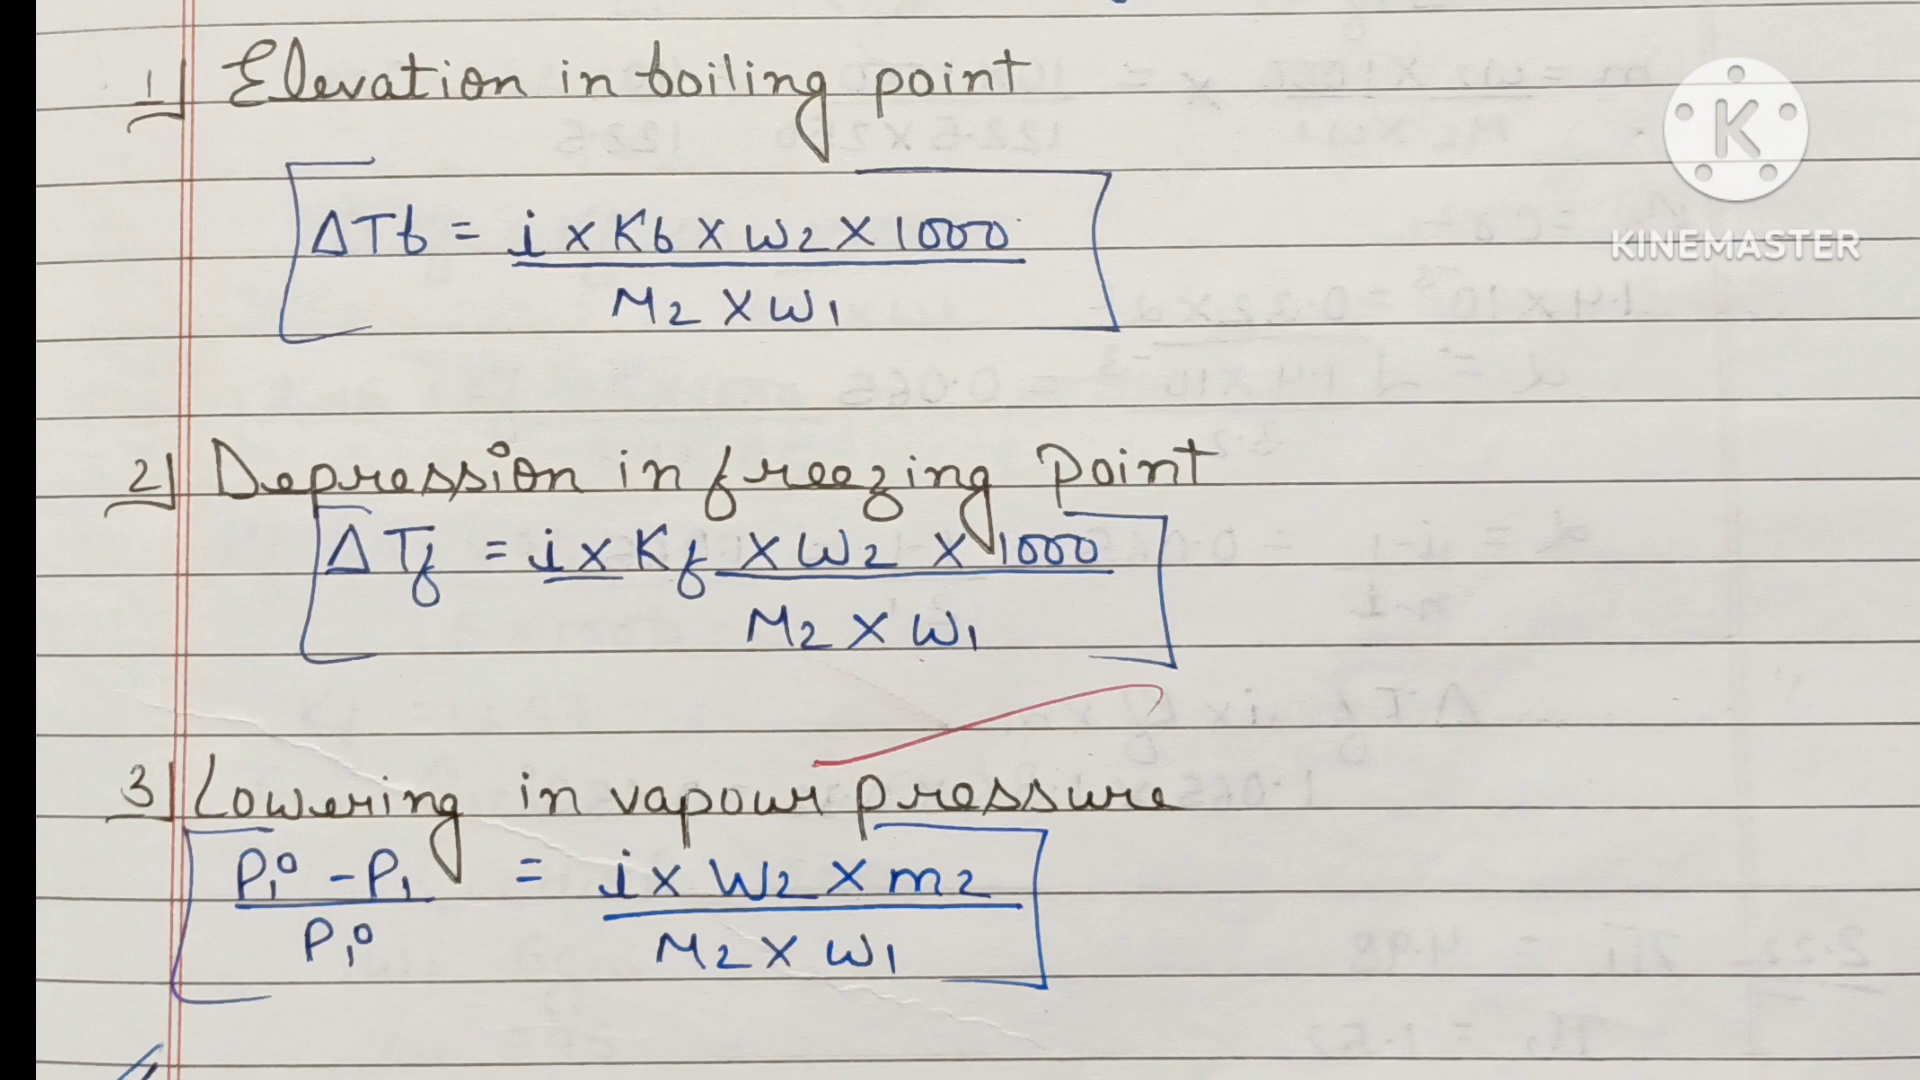 1) Elevation in boiling point
K
KINEMASTER
ΔTb = i x Kb x W2 x 1000
M2 x W1
2) Depression in freezing point
ΔTf = i x Kf x W2 x 1000
M2 x W1
3) Lowering in vapour pressure
P1° - P1 = i x W2 x m2
P1° M2 x W1